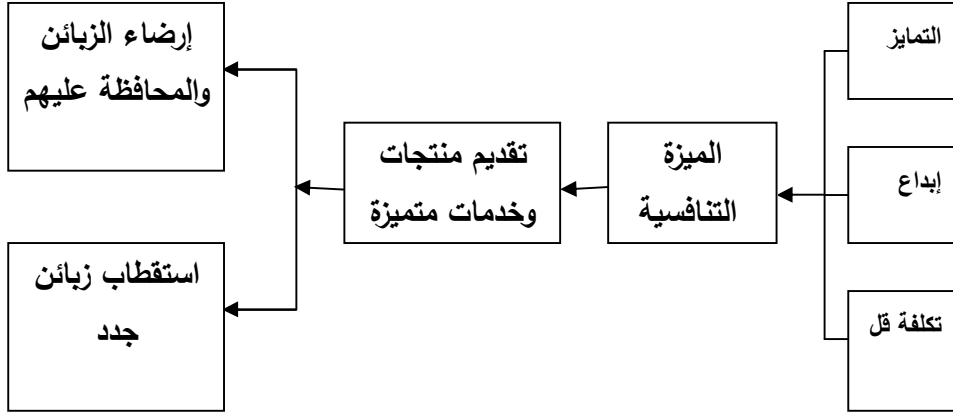 التمايز
إبداع
تكلفة قل
الميزة
التنافسية
تقديم منتجات
وخدمات متميزة
إرضاء الزبائن
والمحافظة عليهم
استقطاب زبائن
جدد